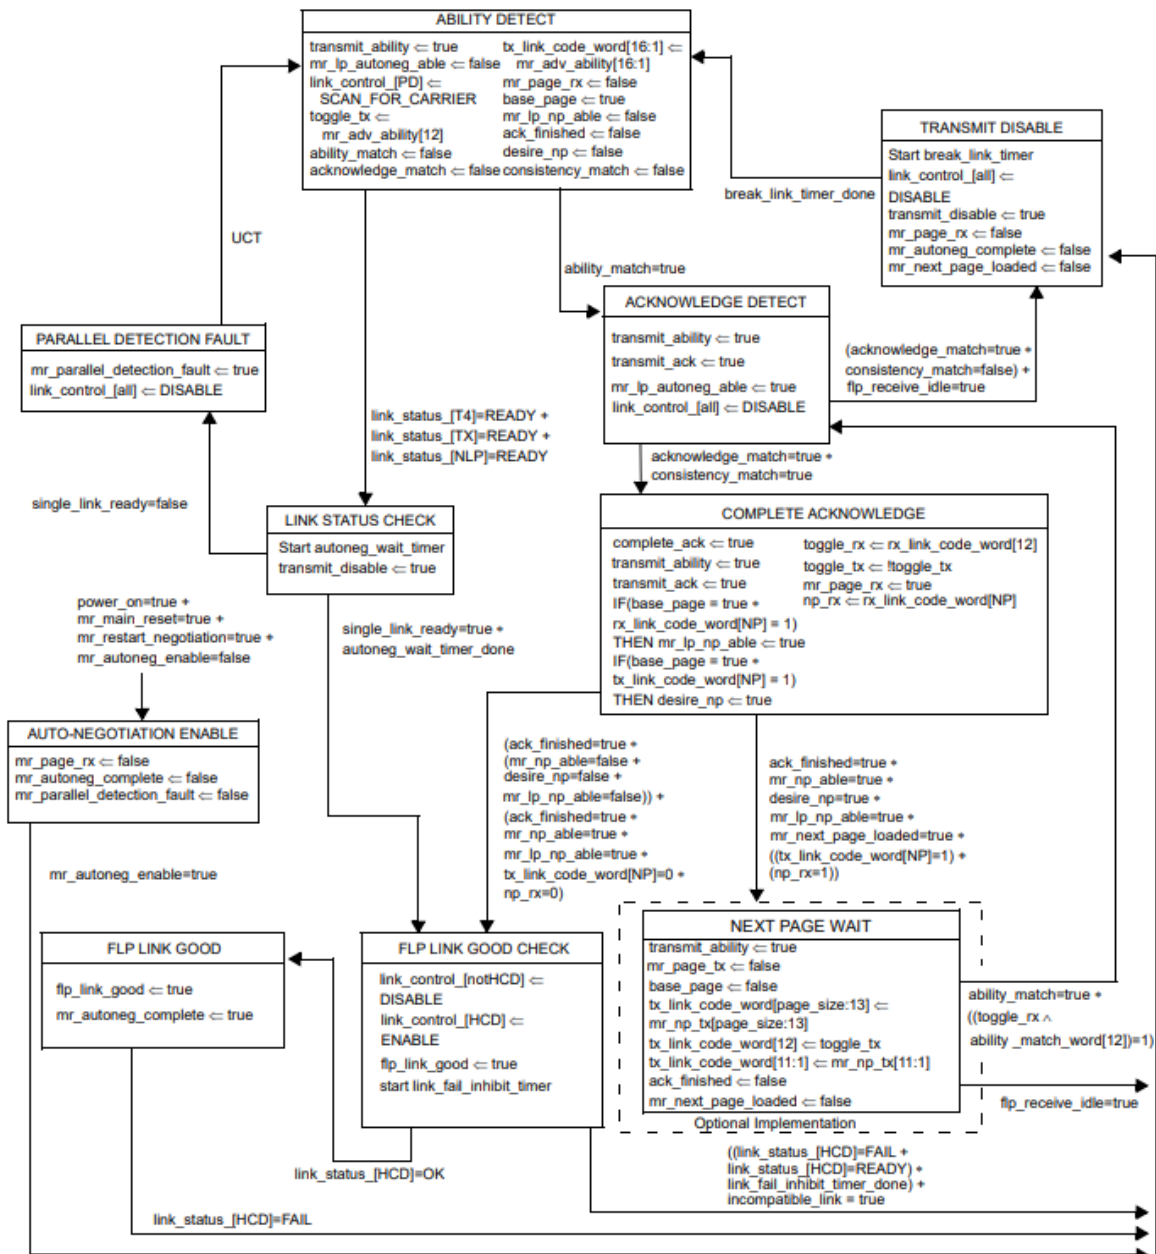 ABILITY DETECT
transmit_ability ⇐ true
mr_lp_autoneg_able ⇐ false
link_control_[PD] ⇐
SCAN_FOR_CARRIER
toggle_tx ⇐
mr_adv_ability[12]
ability_match ⇐ false
acknowledge_match ⇐ false
tx_link_code_word[16:1] ⇐
mr_adv_ability[16:1]
mr_page_rx ⇐ false
base_page ⇐ true
mr_lp_np_able ⇐ false
ack_finished ⇐ false
desire_np ⇐ false
consistency_match ⇐ false
TRANSMIT DISABLE
Start break_link_timer
link_control_[all] ⇐
DISABLE
transmit_disable ⇐ true
mr_page_rx ⇐ false
mr_autoneg_complete ⇐ false
mr_next_page_loaded ⇐ false
break_link_timer_done
UCT
ability_match=true
ACKNOWLEDGE DETECT
transmit_ability ⇐ true
transmit_ack ⇐ true
mr_lp_autoneg_able ⇐ true
link_control_[all] ⇐ DISABLE
(acknowledge_match=true *
consistency_match=false) +
flp_receive_idle=true
PARALLEL DETECTION FAULT
mr_parallel_detection_fault ⇐ true
link_control_[all] ⇐ DISABLE
link_status_[T4]=READY +
link_status_[TX]=READY +
link_status_[NLP]=READY
acknowledge_match=true *
consistency_match=true
single_link_ready=false
LINK STATUS CHECK
Start autoneg_wait_timer
transmit_disable ⇐ true
COMPLETE ACKNOWLEDGE
complete_ack ⇐ true
transmit_ability ⇐ true
transmit_ack ⇐ true
IF(base_page = true *
rx_link_code_word[NP] = 1)
THEN mr_lp_np_able ⇐ true
IF(base_page = true *
tx_link_code_word[NP] = 1)
THEN desire_np ⇐ true
toggle_rx ⇐ rx_link_code_word[12]
toggle_tx ⇐ !toggle_tx
mr_page_rx ⇐ true
np_rx ⇐ rx_link_code_word[NP]
power_on=true +
mr_main_reset=true +
mr_restart_negotiation=true +
mr_autoneg_enable=false
single_link_ready=true *
autoneg_wait_timer_done
AUTO-NEGOTIATION ENABLE
mr_page_rx ⇐ false
mr_autoneg_complete ⇐ false
mr_parallel_detection_fault ⇐ false
(ack_finished=true *
(mr_np_able=false +
desire_np=false +
mr_lp_np_able=false)) +
(ack_finished=true *
mr_np_able=true *
mr_lp_np_able=true *
tx_link_code_word[NP]=0 *
np_rx=0)
ack_finished=true *
mr_np_able=true *
desire_np=true *
mr_lp_np_able=true *
mr_next_page_loaded=true *
((tx_link_code_word[NP]=1) +
(np_rx=1))
mr_autoneg_enable=true
FLP LINK GOOD
flp_link_good ⇐ true
mr_autoneg_complete ⇐ true
FLP LINK GOOD CHECK
link_control_[notHCD] ⇐
DISABLE
link_control_[HCD] ⇐
ENABLE
flp_link_good ⇐ true
start link_fail_inhibit_timer
NEXT PAGE WAIT
transmit_ability ⇐ true
mr_page_tx ⇐ false
base_page ⇐ false
tx_link_code_word[page_size:13] ⇐
mr_np_tx[page_size:13]
tx_link_code_word[12] ⇐ toggle_tx
tx_link_code_word[11:1] ⇐ mr_np_tx[11:1]
ack_finished ⇐ false
mr_next_page_loaded ⇐ false
Optional Implementation
ability_match=true *
((toggle_rx ∧
ability _match_word[12])=1)
flp_receive_idle=true
link_status_[HCD]=OK
((link_status_[HCD]=FAIL +
link_status_[HCD]=READY) *
link_fail_inhibit_timer_done) +
incompatible_link = true
link_status_[HCD]=FAIL